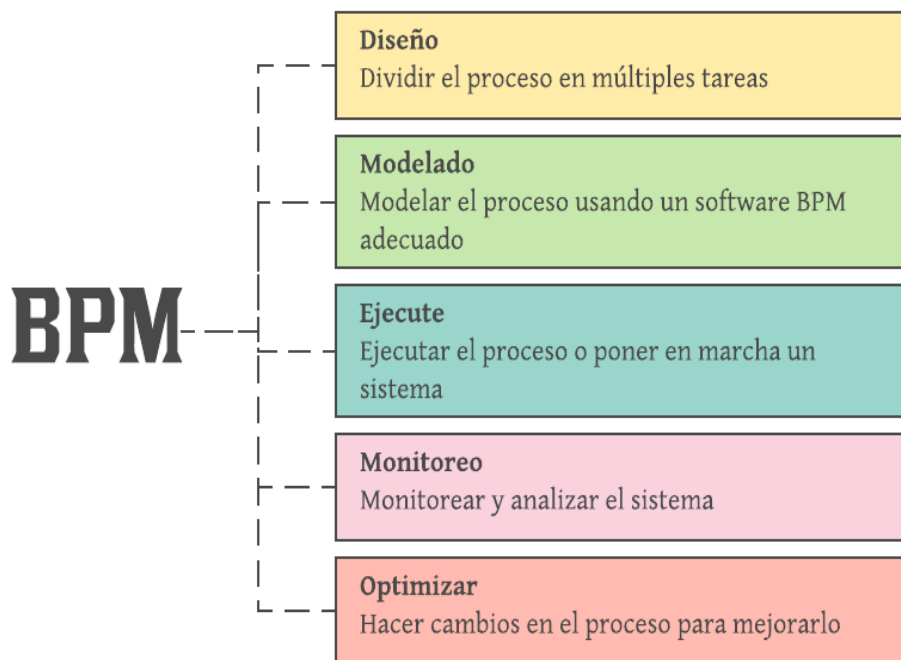 Diseño
Dividir el proceso en múltiples tareas
Modelado
Modelar el proceso usando un software BPM
adecuado
BPM
Ejecute
Ejecutar el proceso o poner en marcha un
sistema
Monitoreo
Monitorear y analizar el sistema
Optimizar
Hacer cambios en el proceso para mejorarlo